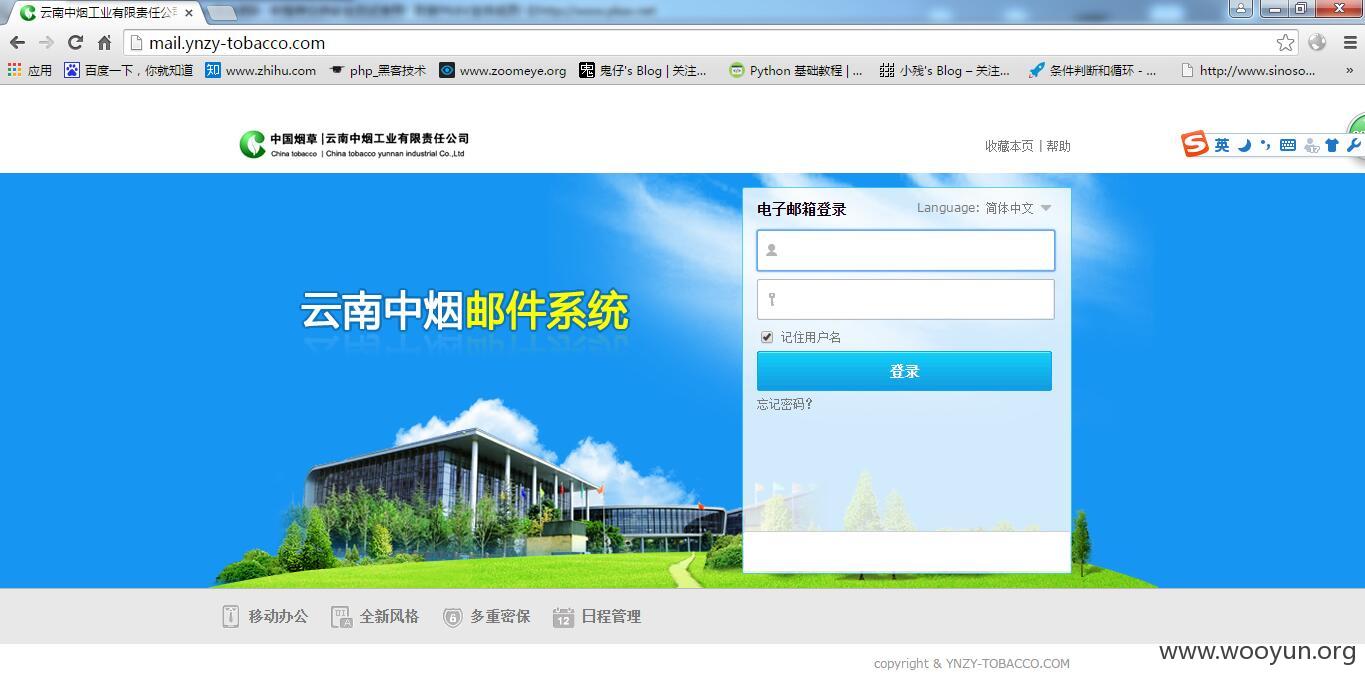 云南中烟工业有限责任公
mail.ynzy-tobacco.com
应用 百度一下，你就知道 知 www.zhihu.com php_黑客技术 www.zoomeye.org 鬼 鬼仔's Blog | 关注... Python 基础教程 | ... 小残's Blog – 关注... 条件判断和循环 - ... http://www.sinoso... »
中国烟草 | 云南中烟工业有限责任公司
China tobacco | China tobacco yunnan industrial Co.,Ltd
收藏本页 | 帮助
S 英
电子邮箱登录 Language: 简体中文
云南中烟邮件系统
记住用户名
登录
忘记密码?
移动办公 全新风格 多重密保 12 日程管理
www.wooyun.org
copyright & YNZY-TOBACCO.COM